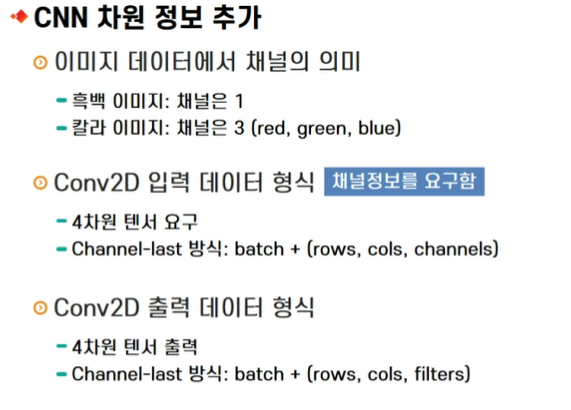 CNN 차원 정보 추가
이미지 데이터에서 채널의 의미
흑백 이미지: 채널은 1
칼라 이미지: 채널은 3 (red, green, blue)
Conv2D 입력 데이터 형식 채널정보를 요구함
4차원 텐서 요구
Channel-last 방식: batch + (rows, cols, channels)
Conv2D 출력 데이터 형식
4차원 텐서 출력
Channel-last 방식: batch + (rows, cols, filters)